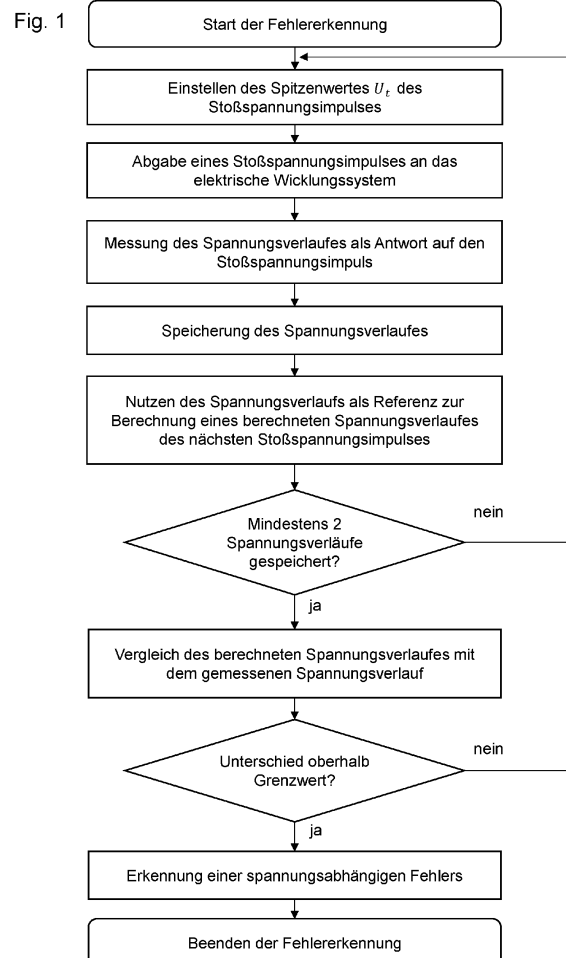 Fig. 1
Start der Fehlererkennung
Einstellen des Spitzenwertes U_t des
Stoßspannungsimpulses
Abgabe eines Stoßspannungsimpulses an das
elektrische Wicklungssystem
Messung des Spannungsverlaufes als Antwort auf den
Stoßspannungsimpuls
Speicherung des Spannungsverlaufes
Nutzen des Spannungsverlaufs als Referenz zur
Berechnung eines berechneten Spannungsverlaufes
des nächsten Stoßspannungsimpulses
Mindestens 2
Spannungsverläufe
gespeichert?
nein
ja
Vergleich des berechneten Spannungsverlaufes mit
dem gemessenen Spannungsverlauf
Unterschied oberhalb
Grenzwert?
nein
ja
Erkennung einer spannungsabhängigen Fehlers
Beenden der Fehlererkennung